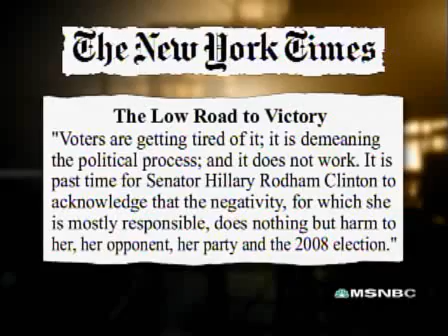 The New York Times
The Low Road to Victory
"Voters are getting tired of it; it is demeaning
the political process; and it does not work. It is
past time for Senator Hillary Rodham Clinton to
acknowledge that the negativity, for which she
is mostly responsible, does nothing but harm to
her, her opponent, her party and the 2008 election."
MSNBC